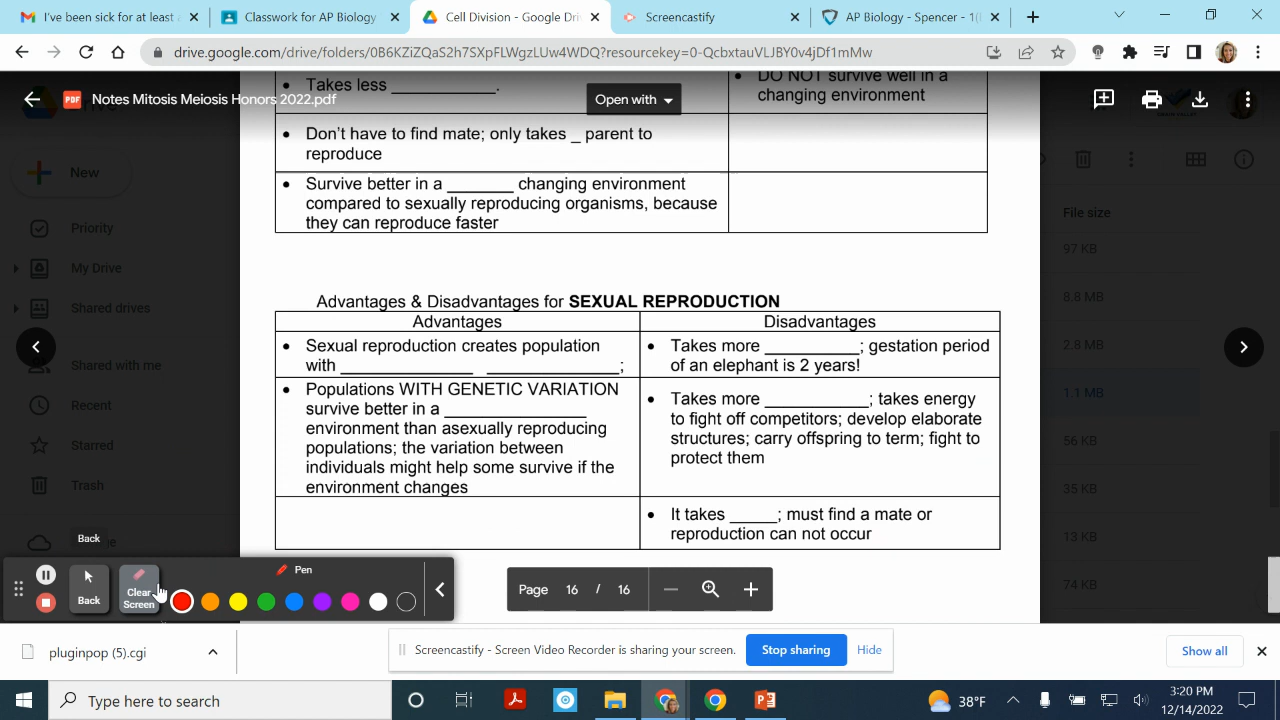 I've been sick for at least a
Classwork for AP Biology
Cell Division - Google Driv
Screencastify
AP Biology - Spencer - 1(
drive.google.com/drive/folders/0B6KZiZQaS2h7SXpFLWgzLUw4WDQ?resourcekey=0-QcbxtauVLJBY0v4jDf1mMw
PDF
Notes Mitosis Meiosis Honors 2022.pdf
Open with
New
Priority
My Drive
Shared drives
Shared with me
Recent
Starred
Trash
File size
97 KB
8.8 MB
2.8 MB
1.1 MB
56 KB
35 KB
13 KB
74 KB
• Takes less ____________.
• DO NOT survive well in a
changing environment
• Don't have to find mate; only takes _ parent to
reproduce
• Survive better in a _______ changing environment
compared to sexually reproducing organisms, because
they can reproduce faster
Advantages & Disadvantages for SEXUAL REPRODUCTION
Advantages
Disadvantages
• Sexual reproduction creates population
with ______________ ______________;
• Takes more __________; gestation period
of an elephant is 2 years!
• Populations WITH GENETIC VARIATION
survive better in a _______________
environment than asexually reproducing
populations; the variation between
individuals might help some survive if the
environment changes
• Takes more ___________; takes energy
to fight off competitors; develop elaborate
structures; carry offspring to term; fight to
protect them
• It takes _____; must find a mate or
reproduction can not occur
Back
Back
Clear
Screen
Pen
Page 16 / 16
pluginpop (5).cgi
Screencastify - Screen Video Recorder is sharing your screen.
Stop sharing
Hide
Show all
Type here to search
38°F
3:20 PM
12/14/2022